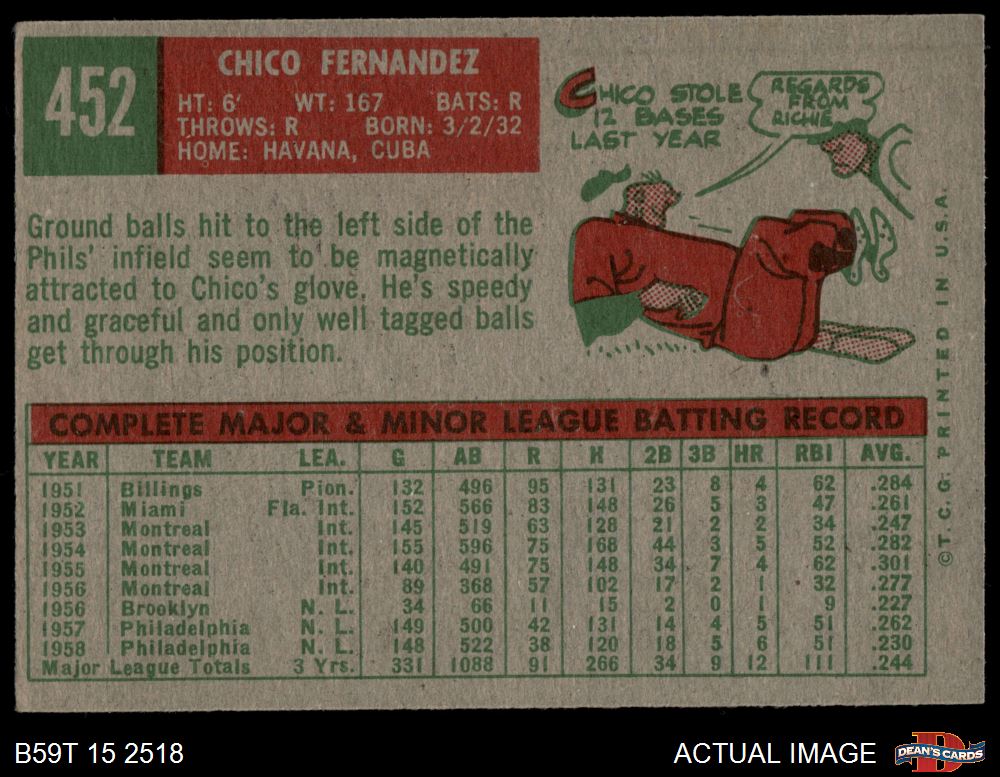 452
CHICO FERNANDEZ
HT: 6' WT: 167 BATS: R
THROWS: R BORN: 3/2/32
HOME: HAVANA, CUBA
CHICO STOLE
12 BASES
LAST YEAR
REGARDS
FROM
RICHIE
Ground balls hit to the left side of the
Phils' infield seem to be magnetically
attracted to Chico's glove. He's speedy
and graceful and only well tagged balls
get through his position.
COMPLETE MAJOR & MINOR LEAGUE BATTING RECORD
YEAR TEAM LEA. G AB R H 2B 3B HR RBI AVG.
1951 Billings Pion. 132 496 95 131 23 8 4 62 .284
1952 Miami Fla. Int. 152 566 83 148 26 5 3 47 .261
1953 Montreal Int. 145 519 63 128 21 2 2 34 .247
1954 Montreal Int. 155 596 75 168 44 3 5 52 .282
1955 Montreal Int. 140 491 75 148 34 7 4 62 .301
1956 Montreal Int. 89 368 57 102 17 2 1 32 .277
1956 Brooklyn N. L. 34 66 11 15 2 0 1 9 .227
1957 Philadelphia N. L. 149 500 42 131 14 4 5 51 .262
1958 Philadelphia N. L. 148 522 38 120 18 5 6 51 .230
Major League Totals 3 Yrs. 331 1088 91 266 34 9 12 111 .244
© T. C. G. PRINTED IN U.S.A.
B59T 15 2518
ACTUAL IMAGE
D
DEAN'S CARDS